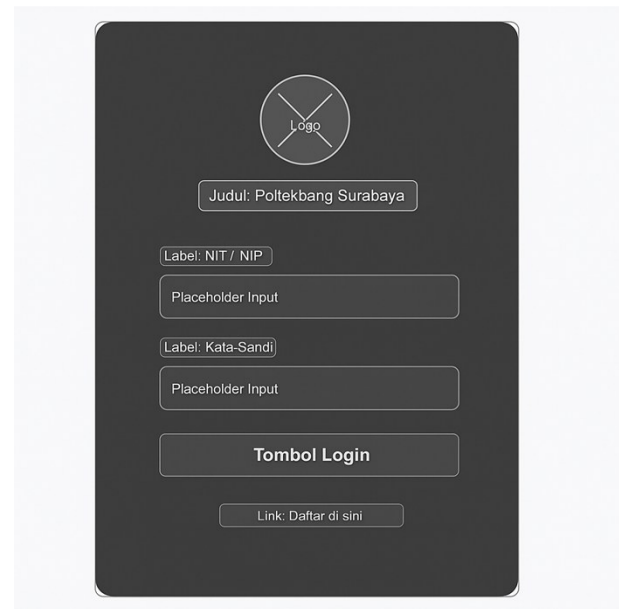 Logo
Judul: Poltekbang Surabaya
Label: NIT / NIP
Placeholder Input
Label: Kata-Sandi
Placeholder Input
Tombol Login
Link: Daftar di sini